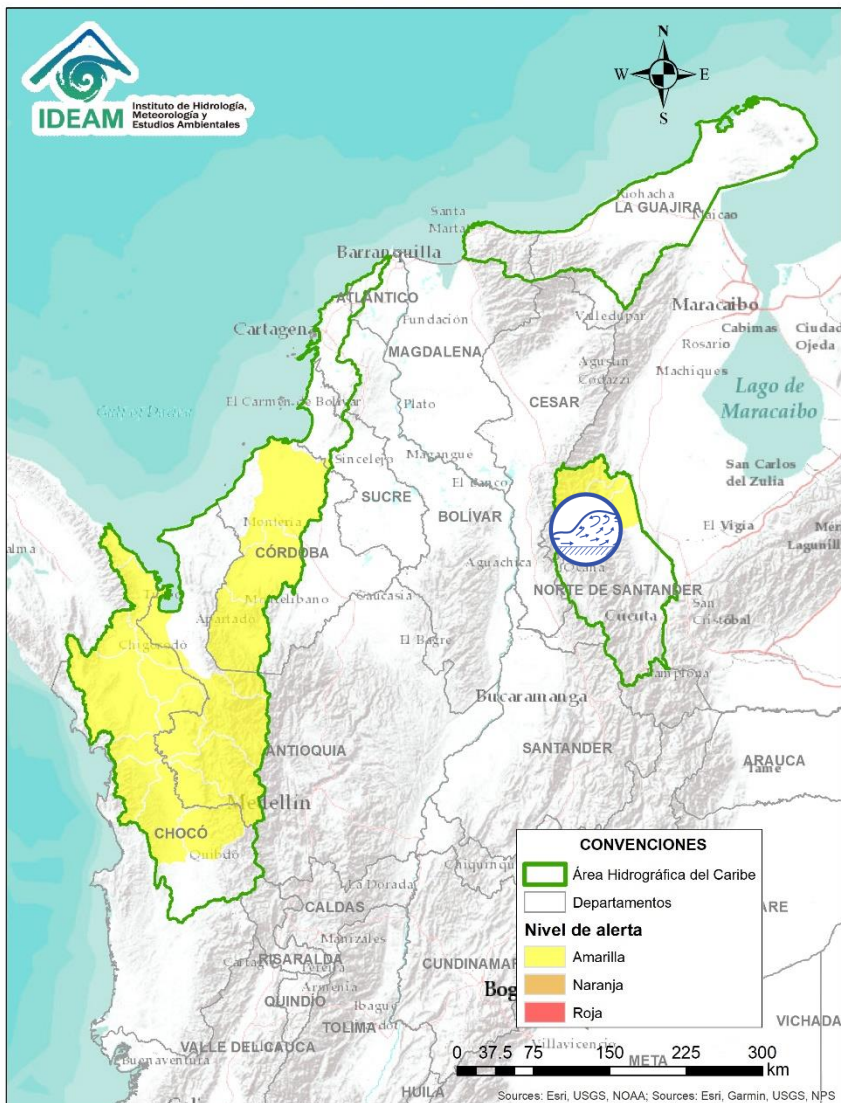 IDEAM
Instituto de Hidrología,
Meteorología y
Estudios Ambientales
N
W
E
S
Riohacha
LA GUAJIRA
Maicao
Santa
Marta
Barranquilla
ATLÁNTICO
Maracaibo
Cartagena
Fundación
Valledupar
Cabimas
Ciudad
Ojeda
Rosario
MAGDALENA
Agustín
Codazzi
Machiques
Lago de
Maracaibo
El Carmen de Bolívar
Plato
CESAR
Sincelejo
Magangue
San Carlos
del Zulia
SUCRE
El Banco
BOLÍVAR
Montería
El Vigía
CÓRDOBA
Aguachica
Ocaña
NORTE DE SANTANDER
Montelibano
Caucasia
Apartadó
Cucuta
San
Cristóbal
El Bagre
Chigorodó
Bucaramanga
SANTANDER
ANTIOQUIA
ARAUCA
Tame
Medellín
CHOCÓ
Quibdó
La Dorada
CALDAS
Manizales
RISARALDA
Pereira
Armenia
QUINDÍO
Ibague
TOLIMA
VALLE DEL CAUCA
Buenaventura
HUILA
Villavicencio
META
VICHADA
CONVENCIONES
Área Hidrográfica del Caribe
Departamentos
Nivel de alerta
Amarilla
Naranja
Roja
0 37.5 75 150 225 300
km
Sources: Esri, USGS, NOAA; Sources: Esri, Garmin, USGS, NPS